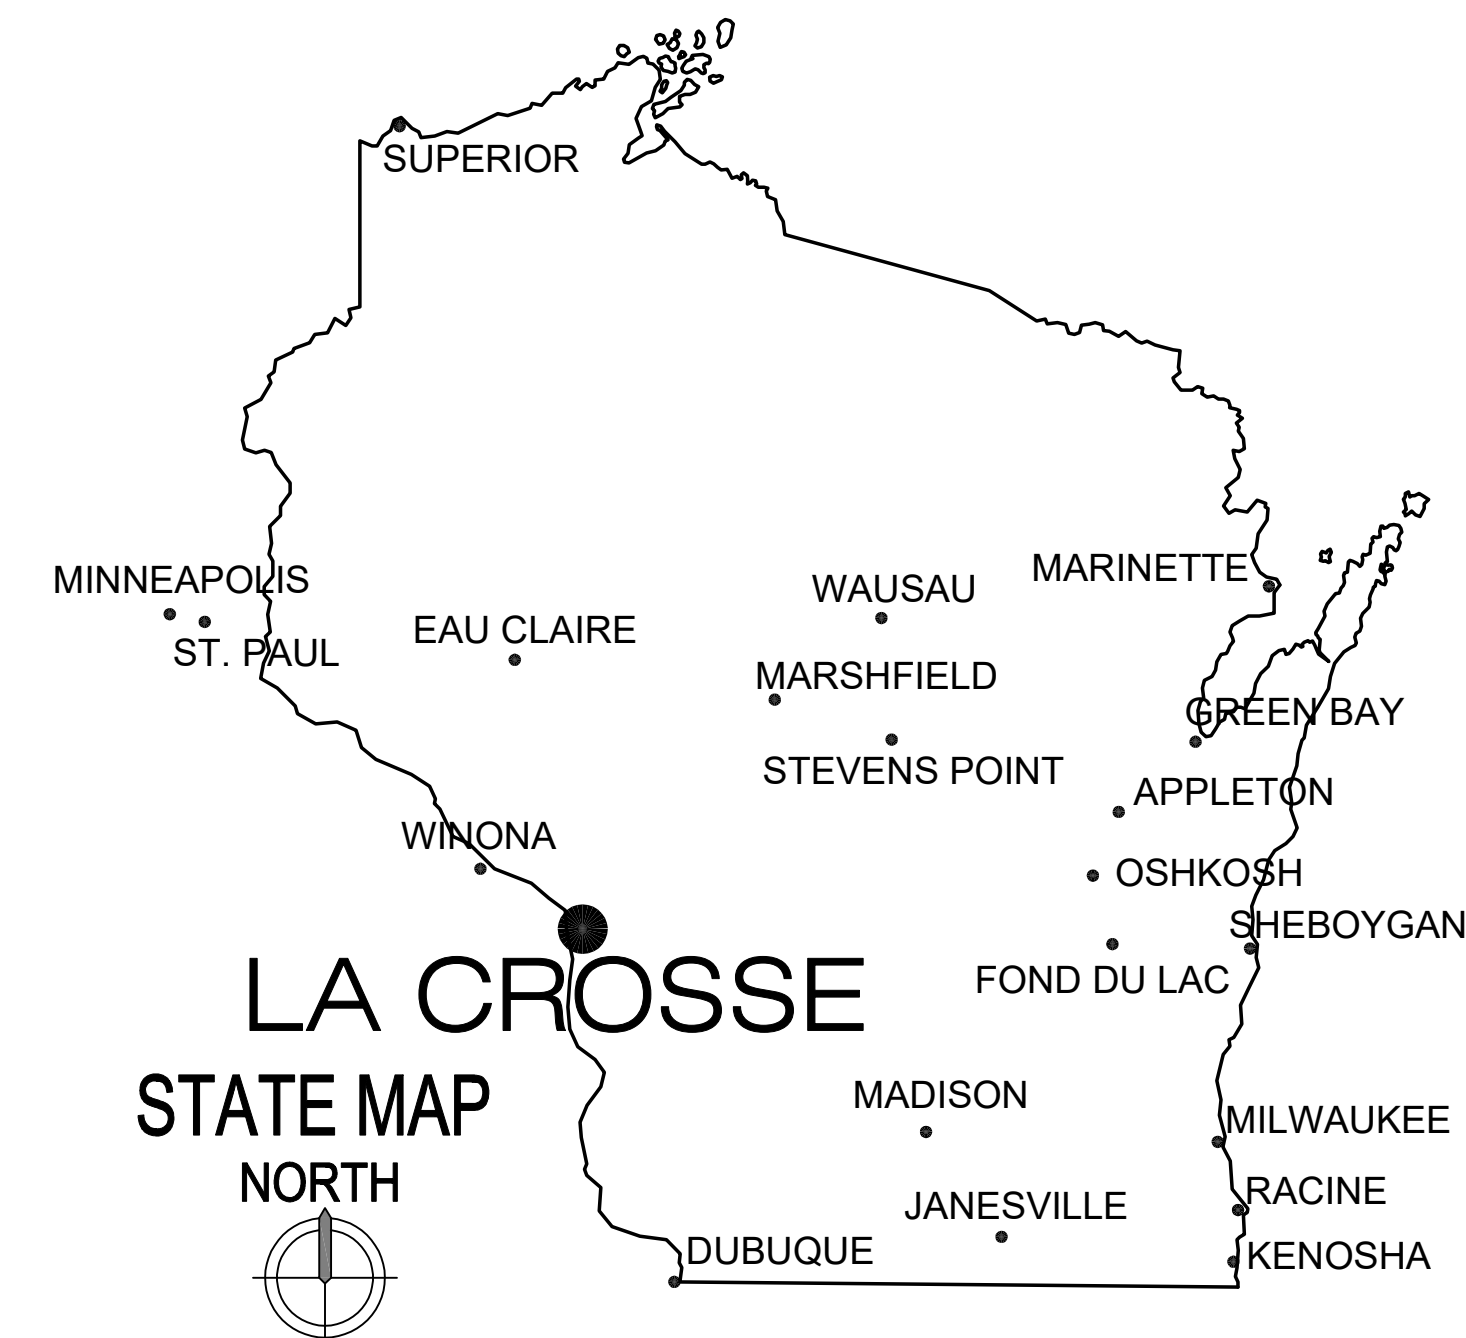 SUPERIOR
MINNEAPOLIS
ST. PAUL
EAU CLAIRE
WAUSAU
MARINETTE
MARSHFIELD
GREEN BAY
STEVENS POINT
APPLETON
WINONA
OSHKOSH
SHEBOYGAN
FOND DU LAC
LA CROSSE
STATE MAP
NORTH
MADISON
MILWAUKEE
RACINE
JANESVILLE
DUBUQUE
KENOSHA